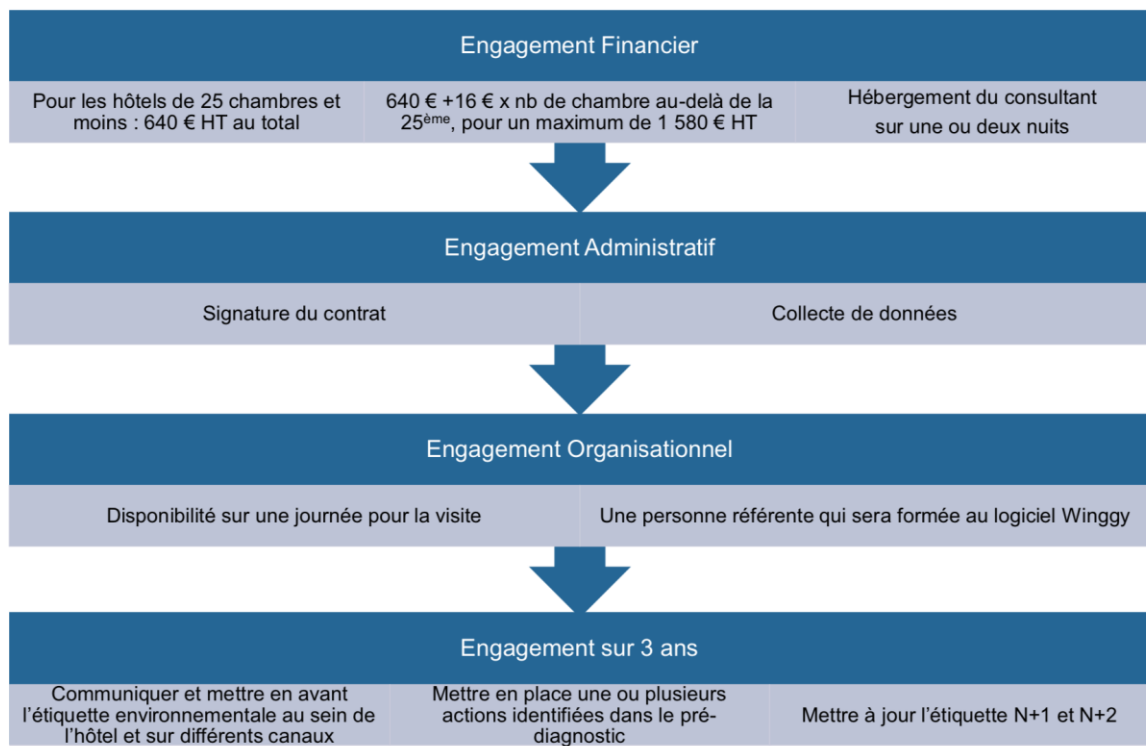 Engagement Financier
Pour les hôtels de 25 chambres et
moins : 640 € HT au total
640 € +16 € x nb de chambre au-delà de la
25ème, pour un maximum de 1 580 € HT
Hébergement du consultant
sur une ou deux nuits
Engagement Administratif
Signature du contrat
Collecte de données
Engagement Organisationnel
Disponibilité sur une journée pour la visite
Une personne référente qui sera formée au logiciel Winggy
Engagement sur 3 ans
Communiquer et mettre en avant
l’étiquette environnementale au sein de
l’hôtel et sur différents canaux
Mettre en place une ou plusieurs
actions identifiées dans le pré-
diagnostic
Mettre à jour l’étiquette N+1 et N+2